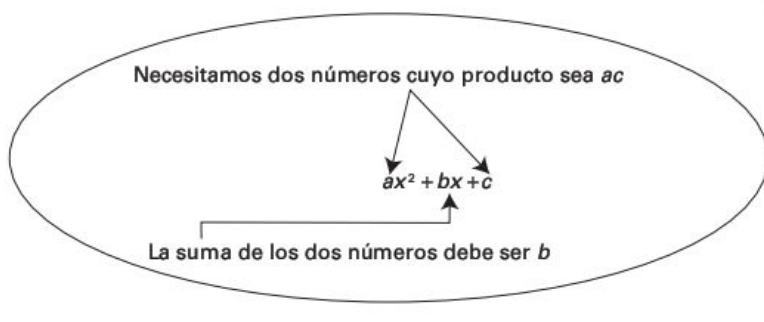 Necesitamos dos números cuyo producto sea ac
ax² + bx + c
La suma de los dos números debe ser b